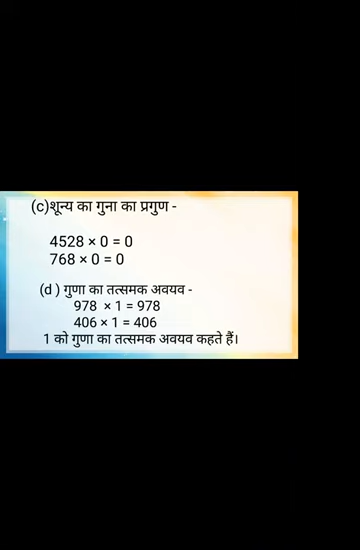 (c)शून्य का गुना का प्रगुण -
4528 × 0 = 0
768 × 0 = 0
(d ) गुणा का तत्समक अवयव -
978 × 1 = 978
406 × 1 = 406
1 को गुणा का तत्समक अवयव कहते हैं।